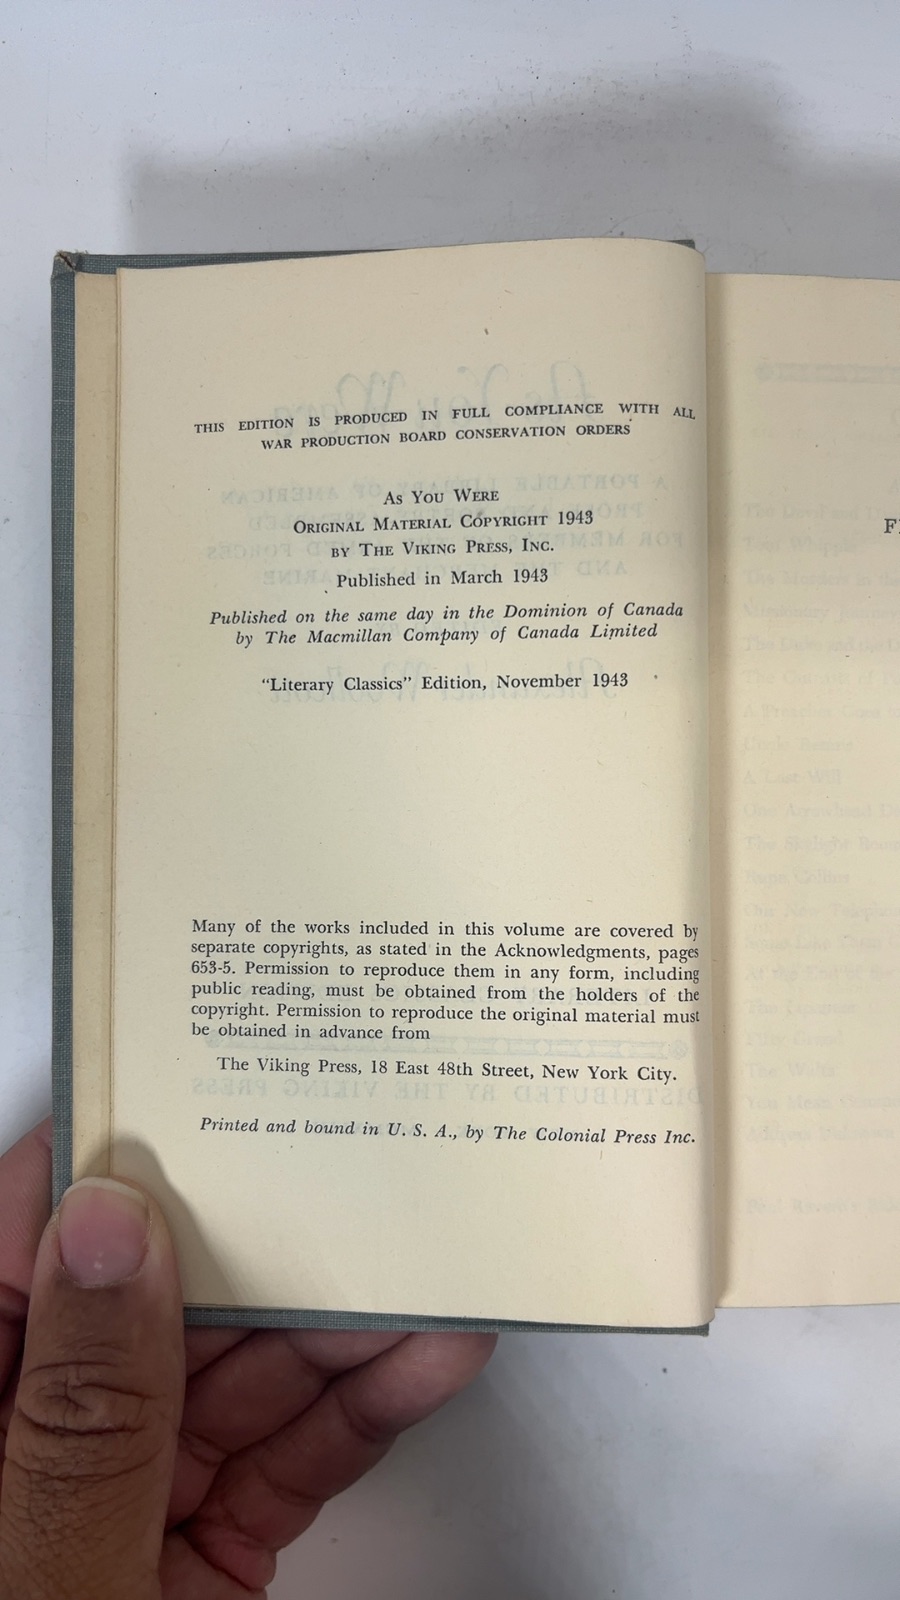 THIS EDITION IS PRODUCED IN FULL COMPLIANCE WITH ALL
WAR PRODUCTION BOARD CONSERVATION ORDERS
AS YOU WERE
ORIGINAL MATERIAL COPYRIGHT 1943
BY THE VIKING PRESS, INC.
Published in March 1943
Published on the same day in the Dominion of Canada
by The Macmillan Company of Canada Limited
"Literary Classics" Edition, November 1943
Many of the works included in this volume are covered by
separate copyrights, as stated in the Acknowledgments, pages
653-5. Permission to reproduce them in any form, including
public reading, must be obtained from the holders of the
copyright. Permission to reproduce the original material must
be obtained in advance from
The Viking Press, 18 East 48th Street, New York City.
Printed and bound in U. S. A., by The Colonial Press Inc.